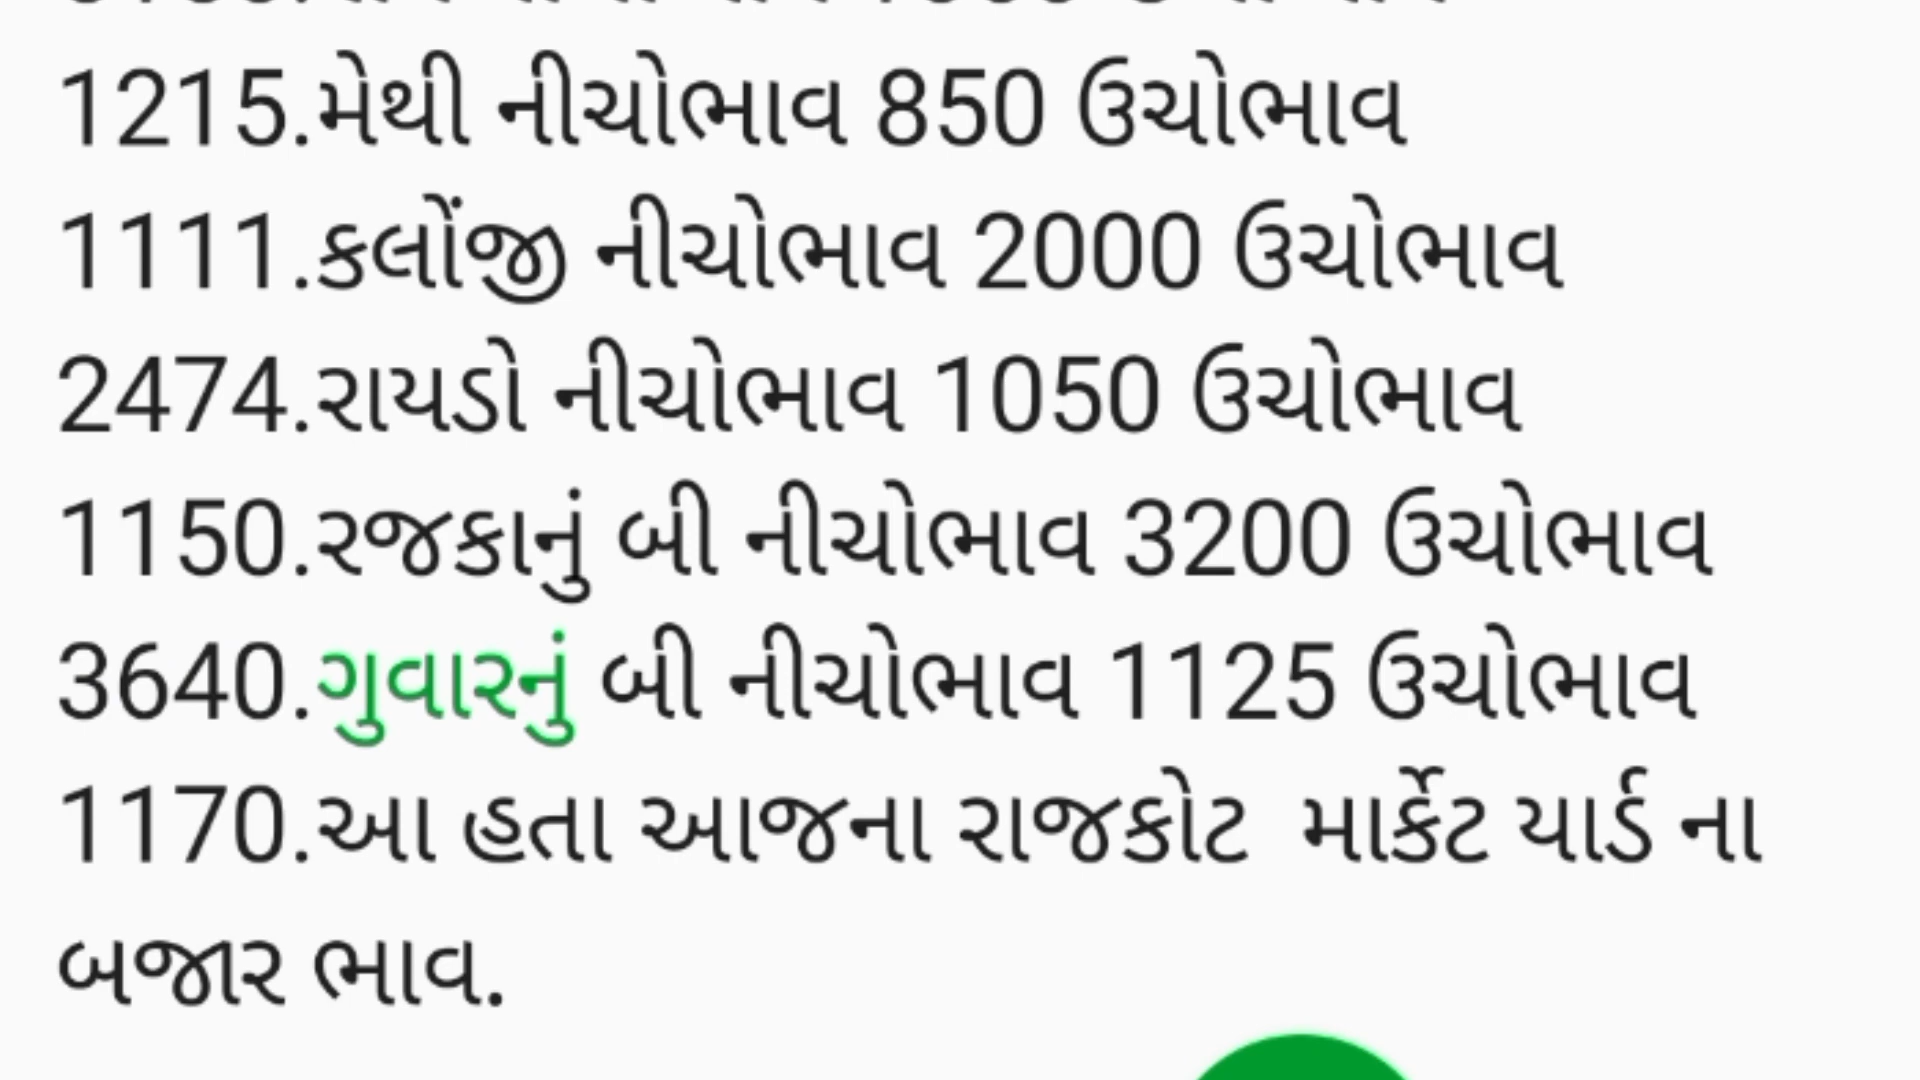 1215.મેથી નીચોભાવ 850 ઉચોભાવ
1111.કલોંજી નીચોભાવ 2000 ઉચોભાવ
2474.રાયડો નીચોભાવ 1050 ઉચોભાવ
1150.રજકાનું બી નીચોભાવ 3200 ઉચોભાવ
3640.ગુવારનું બી નીચોભાવ 1125 ઉચોભાવ
1170.આ હતા આજના રાજકોટ  માર્કેટ યાર્ડ ના
બજાર ભાવ.